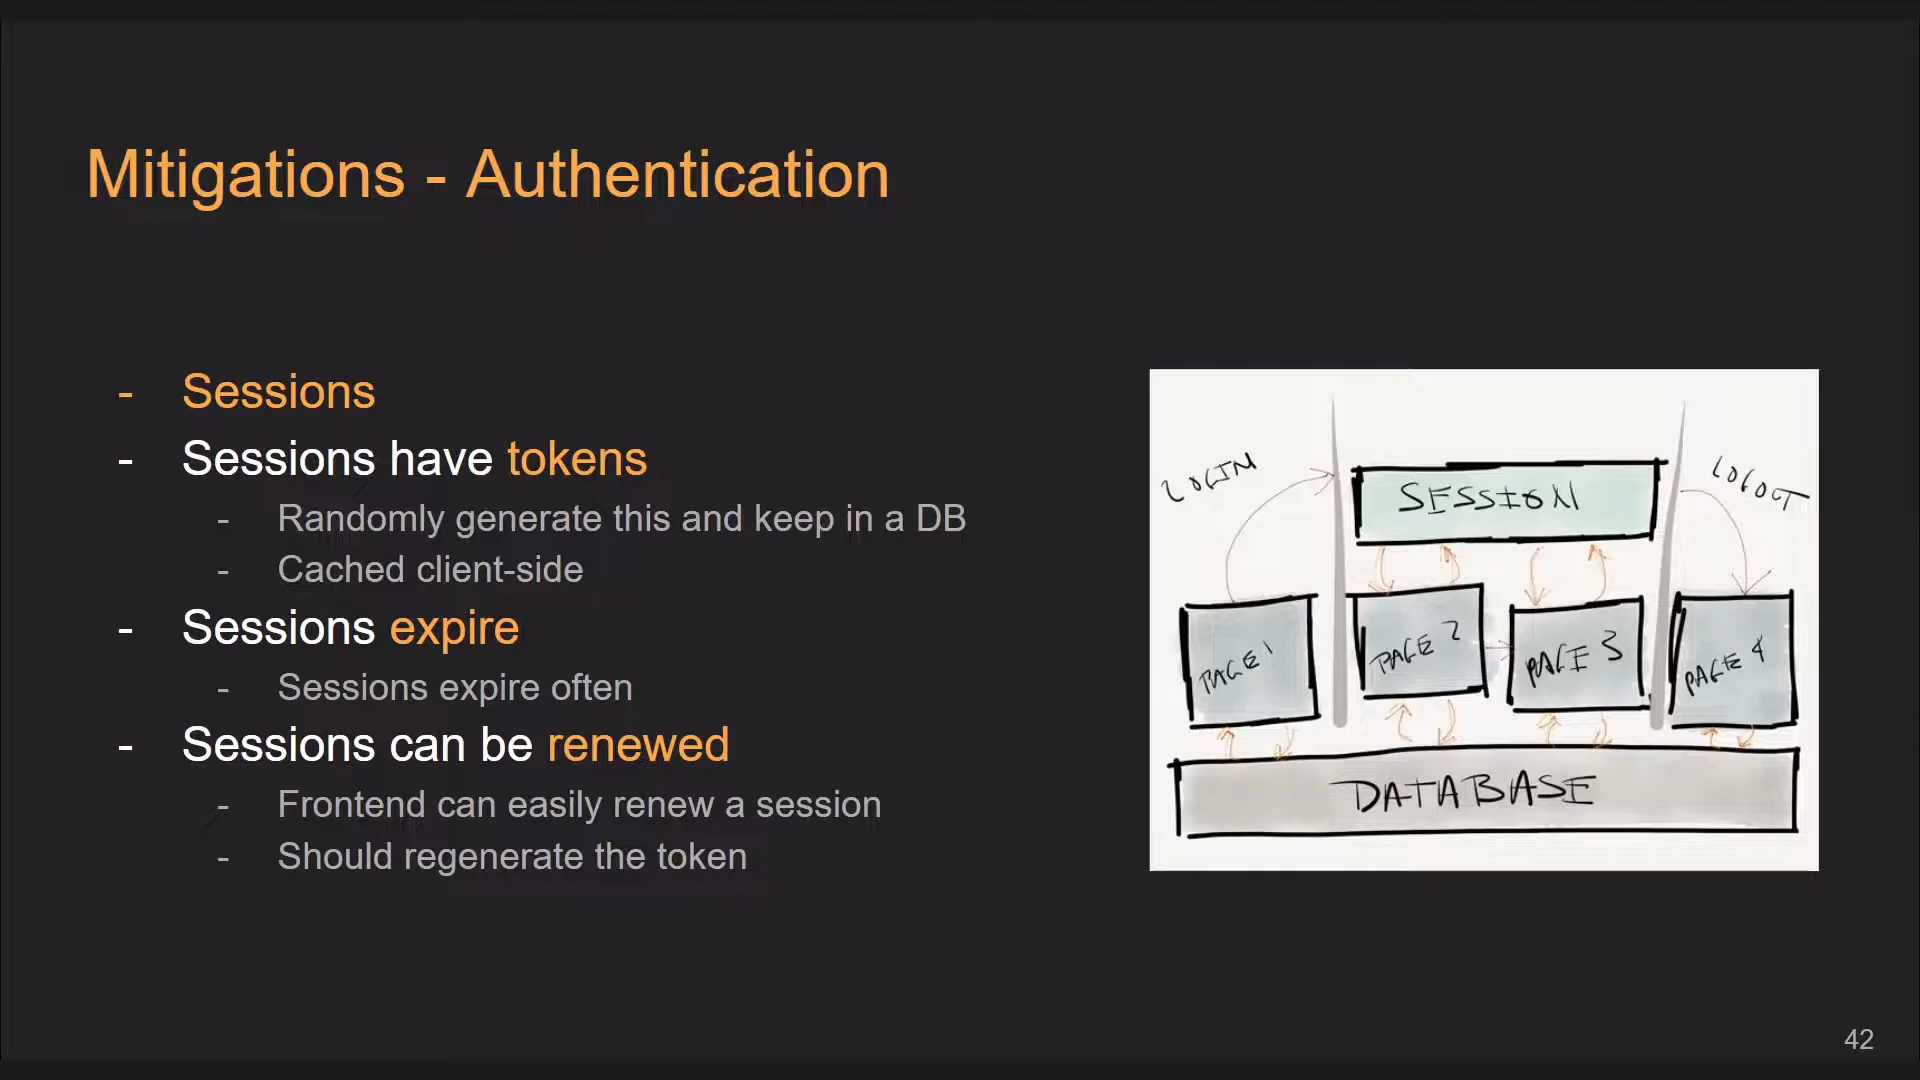 Mitigations - Authentication
- Sessions
- Sessions have tokens
- Randomly generate this and keep in a DB
- Cached client-side
- Sessions expire
- Sessions expire often
- Sessions can be renewed
- Frontend can easily renew a session
- Should regenerate the token
LOGIN
SESSION
LOGOUT
PAGE 1
PAGE 2
PAGE 3
PAGE 4
DATABASE
42